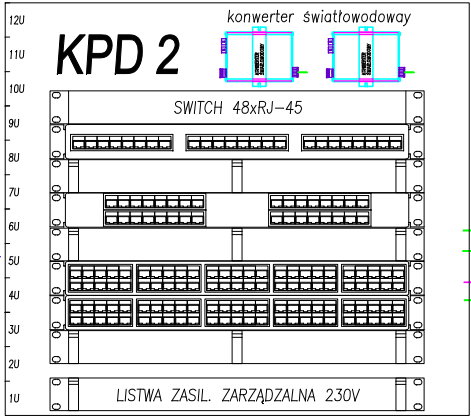 12U
konwerter światłowodoway
KPD 2
11U
10U
SWITCH 48xRJ-45
9U
8U
7U
6U
5U
4U
3U
2U
1U
LISTWA ZASIL. ZARZĄDZALNA 230V